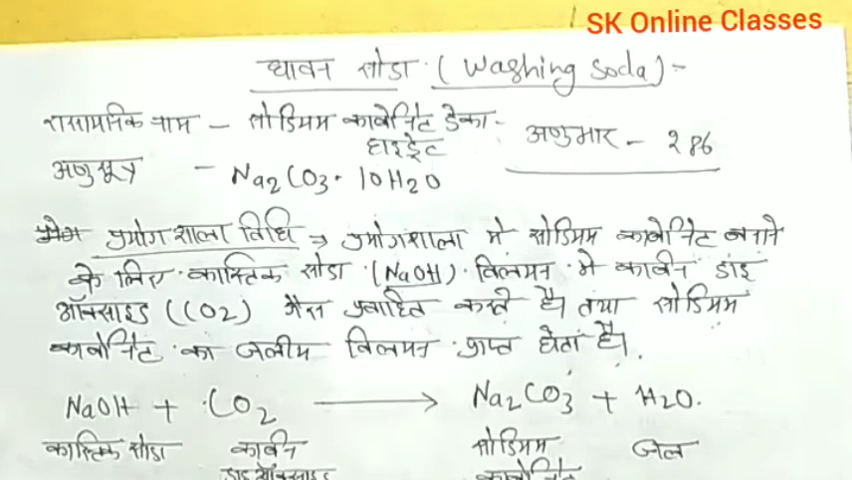 SK Online Classes
धावन सोडा (Washing soda) -
रासायनिक नाम - सोडियम कार्बोनेट डेका-
हाइड्रेट
अणुभार - 286
अणुसूत्र - Na2CO3. 10H2O
प्रयोगशाला विधि → प्रयोगशाला मे सोडियम कार्बोनेट बनाने
के लिए कास्टिक सोडा (NaOH) विलयन मे कार्बन डाइ
ऑक्साइड (CO2) गैस प्रवाहित करते है। तथा सोडियम
कार्बोनेट का जलीय विलयन प्राप्त होता है।
NaOH + CO2 → Na2CO3 + H2O.
कास्टिक सोडा कार्बन सोडियम जल
डाइ ऑक्साइड कार्बोनेट